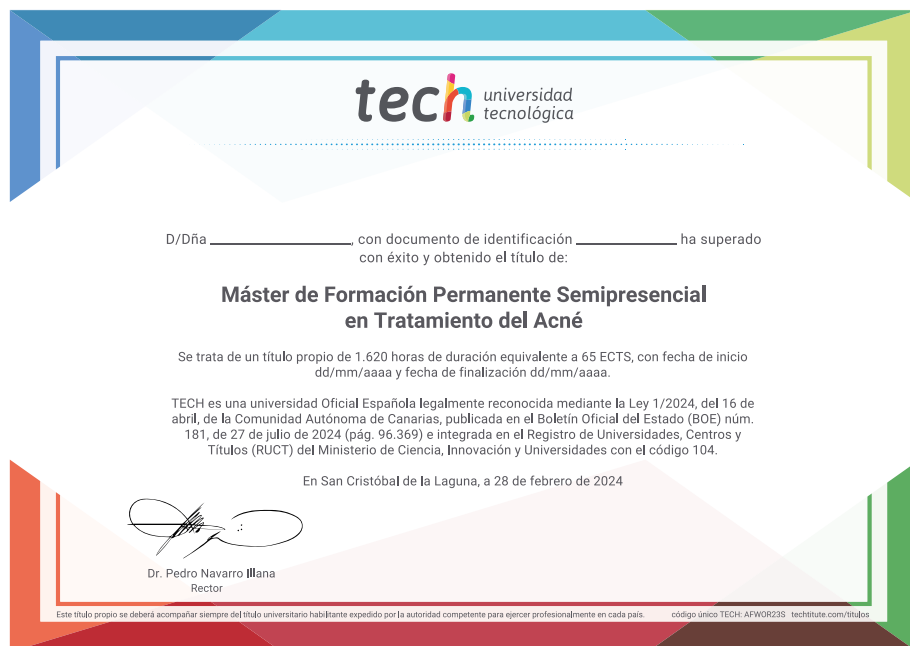 tech universidad
tecnológica
D/Dña ____________________, con documento de identificación ______________ ha superado
con éxito y obtenido el título de:
Máster de Formación Permanente Semipresencial
en Tratamiento del Acné
Se trata de un título propio de 1.620 horas de duración equivalente a 65 ECTS, con fecha de inicio
dd/mm/aaaa y fecha de finalización dd/mm/aaaa.
TECH es una universidad Oficial Española legalmente reconocida mediante la Ley 1/2024, del 16 de
abril, de la Comunidad Autónoma de Canarias, publicada en el Boletín Oficial del Estado (BOE) núm.
181, de 27 de julio de 2024 (pág. 96.369) e integrada en el Registro de Universidades, Centros y
Títulos (RUCT) del Ministerio de Ciencia, Innovación y Universidades con el código 104.
En San Cristóbal de la Laguna, a 28 de febrero de 2024
Dr. Pedro Navarro Illana
Rector
Este título propio se deberá acompañar siempre del título universitario habilitante expedido por la autoridad competente para ejercer profesionalmente en cada país. código único TECH: AFWOR23S techtitute.com/titulos